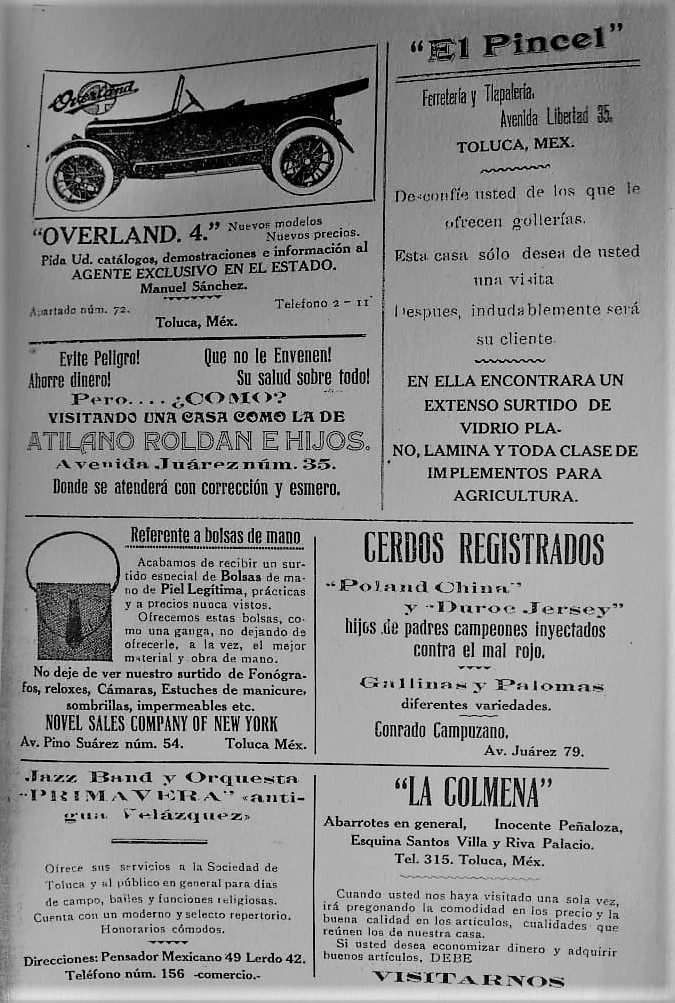 Overland
"OVERLAND. 4." Nuevos modelos
Nuevos precios.
Pida Ud. catálogos, demostraciones e información al
AGENTE EXCLUSIVO EN EL ESTADO.
Manuel Sánchez.
Apartado núm. 72. Telefono 2 - 11
Toluca, Méx.
"El Pincel"
Ferretería y Tlapalería.
Avenida Libertad 35.
TOLUCA, MEX.
Desconfíe usted de los que le
ofrecen gollerías.
Esta casa sólo desea de usted
una visita
Despues, indudablemente será
su cliente
EN ELLA ENCONTRARA UN
EXTENSO SURTIDO DE
VIDRIO PLA-
NO, LAMINA Y TODA CLASE DE
IMPLEMENTOS PARA
AGRICULTURA.
Evite Peligro! Que no le Envenen!
Ahorre dinero! Su salud sobre todo!
Pero.... ¿COMO?
VISITANDO UNA CASA COMO LA DE
ATILANO ROLDAN E HIJOS.
Avenida Juárez núm. 35.
Donde se atenderá con corrección y esmero.
Referente a bolsas de mano
Acabamos de recibir un sur-
tido especial de Bolsas de ma-
no de Piel Legítima, prácticas
y a precios nunca vistos.
Ofrecemos estas bolsas, co-
mo una ganga, no dejando de
ofrecerle, a la vez, el mejor
material y obra de mano.
No deje de ver nuestro surtido de Fonógra-
fos, reloxes, Cámaras, Estuches de manicure,
sombrillas, impermeables etc.
NOVEL SALES COMPANY OF NEW YORK
Av. Pino Suárez núm. 54. Toluca Méx.
CERDOS REGISTRADOS
"Poland China"
y "Duroc Jersey"
hijos de padres campeones inyectados
contra el mal rojo.
Gallinas y Palomas
diferentes variedades.
Conrado Campuzano.
Av. Juárez 79.
Jazz Band y Orquesta
"PRIMAVERA" «anti-
gua Velázquez»
Ofrece sus servicios a la Sociedad de
Toluca y al público en general para días
de campo, bailes y funciones religiosas.
Cuenta con un moderno y selecto repertorio.
Honorarios cómodos.
Direcciones: Pensador Mexicano 49 Lerdo 42.
Teléfono núm. 156 -comercio.-
"LA COLMENA"
Abarrotes en general, Inocente Peñaloza,
Esquina Santos Villa y Riva Palacio.
Tel. 315. Toluca, Méx.
Cuando usted nos haya visitado una sola vez,
irá pregonando la comodidad en los precio y la
buena calidad en los artículos, cualidades que
reúnen los de nuestra casa.
Si usted desea economizar dinero y adquirir
buenos artículos, DEBE
VISITARNOS